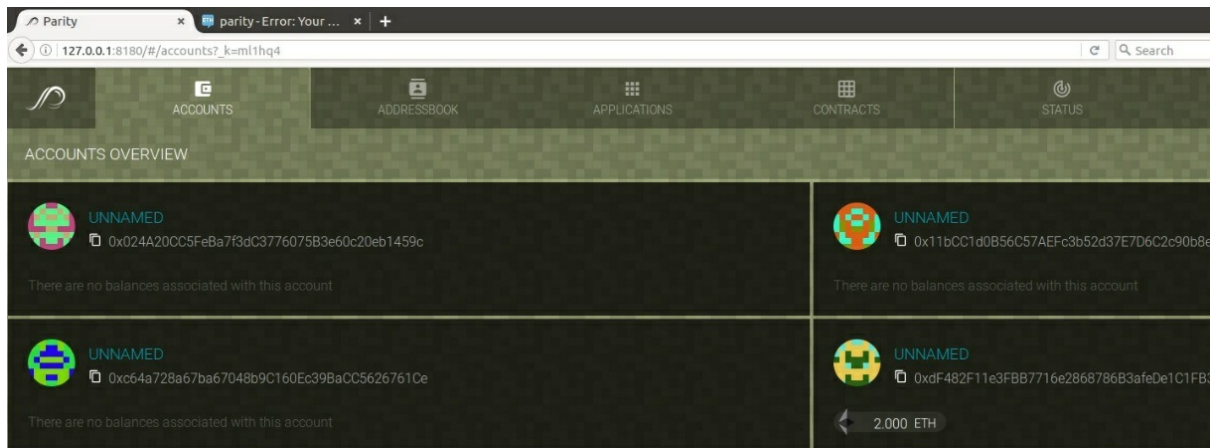 Parity
parity - Error: Your ...
127.0.0.1:8180/#/accounts?_k=ml1hq4
Search
ACCOUNTS
ADDRESSBOOK
APPLICATIONS
CONTRACTS
STATUS
ACCOUNTS OVERVIEW
UNNAMED
0x024A20CC5FeBa7f3dC3776075B3e60c20eb1459c
There are no balances associated with this account
UNNAMED
0x11bCC1d0B56C57AEFc3b52d37E7D6C2c90b8e
There are no balances associated with this account
UNNAMED
0xc64a728a67ba67048b9C160Ec39BaCC5626761Ce
There are no balances associated with this account
UNNAMED
0xdF482F11e3FBB7716e2868786B3afeDe1C1FB3
2.000 ETH